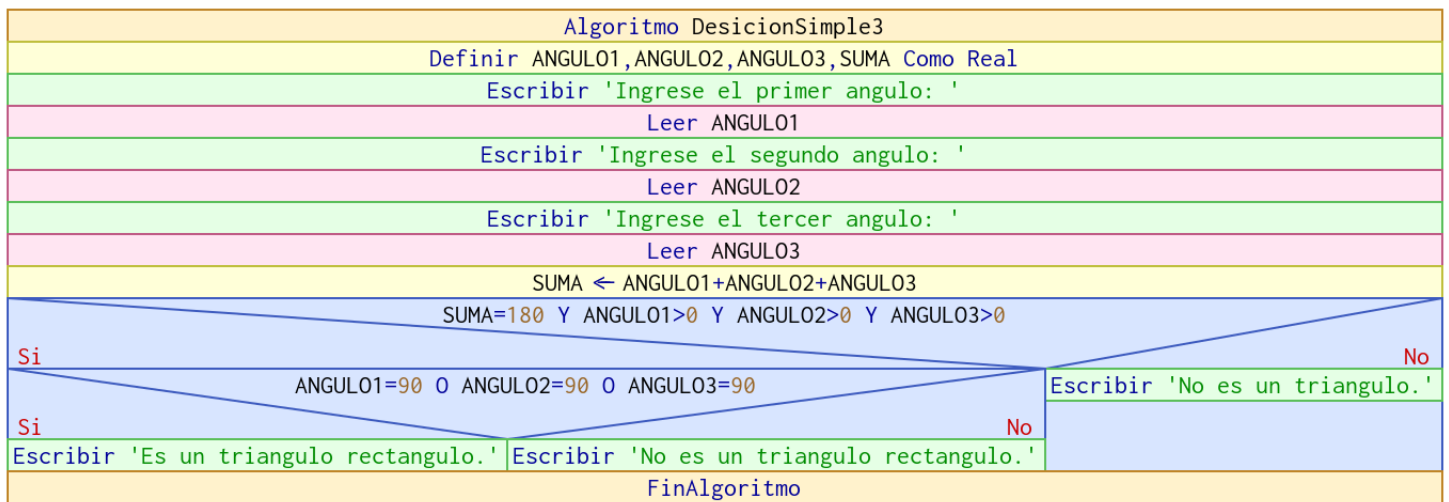 Algoritmo DesicionSimple3
Definir ANGULO1,ANGULO2,ANGULO3,SUMA Como Real
Escribir 'Ingrese el primer angulo: '
Leer ANGULO1
Escribir 'Ingrese el segundo angulo: '
Leer ANGULO2
Escribir 'Ingrese el tercer angulo: '
Leer ANGULO3
SUMA ← ANGULO1+ANGULO2+ANGULO3
SUMA=180 Y ANGULO1>0 Y ANGULO2>0 Y ANGULO3>0
Si No
ANGULO1=90 O ANGULO2=90 O ANGULO3=90 Escribir 'No es un triangulo.'
Si No
Escribir 'Es un triangulo rectangulo.' Escribir 'No es un triangulo rectangulo.'
FinAlgoritmo